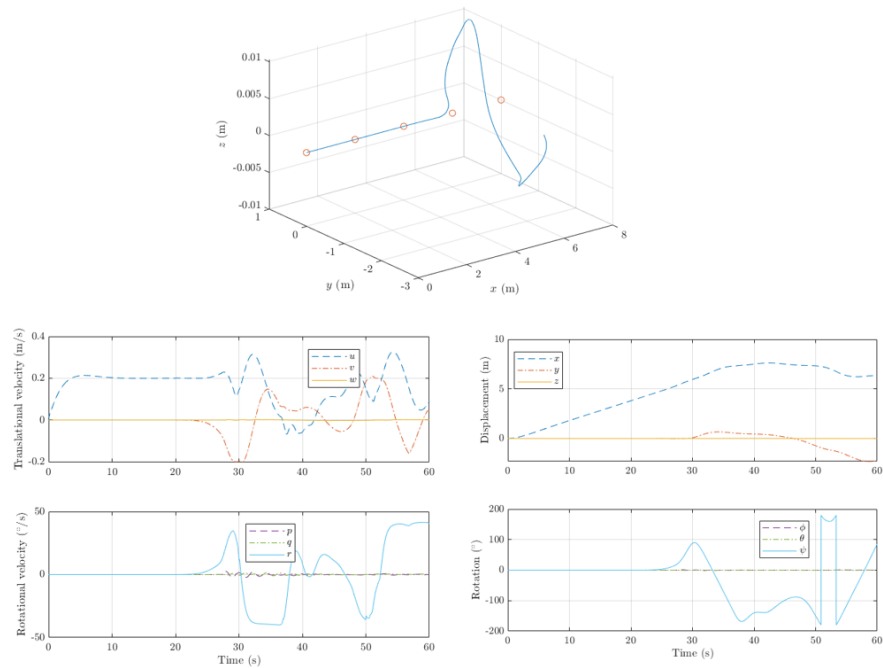 0.01
0.005
0
-0.005
-0.01
z (m)
1
0
-1
-2
-3
y (m)
0
2
4
6
8
x (m)
Translational velocity (m/s)
0.4
0.2
0
-0.2
u
v
w
0 10 20 30 40 50 60
Displacement (m)
10
5
0
x
y
z
0 10 20 30 40 50 60
Rotational velocity (°/s)
50
0
-50
p
q
r
0 10 20 30 40 50 60
Time (s)
Rotation (°)
200
100
0
-100
-200
ϕ
θ
ψ
0 10 20 30 40 50 60
Time (s)